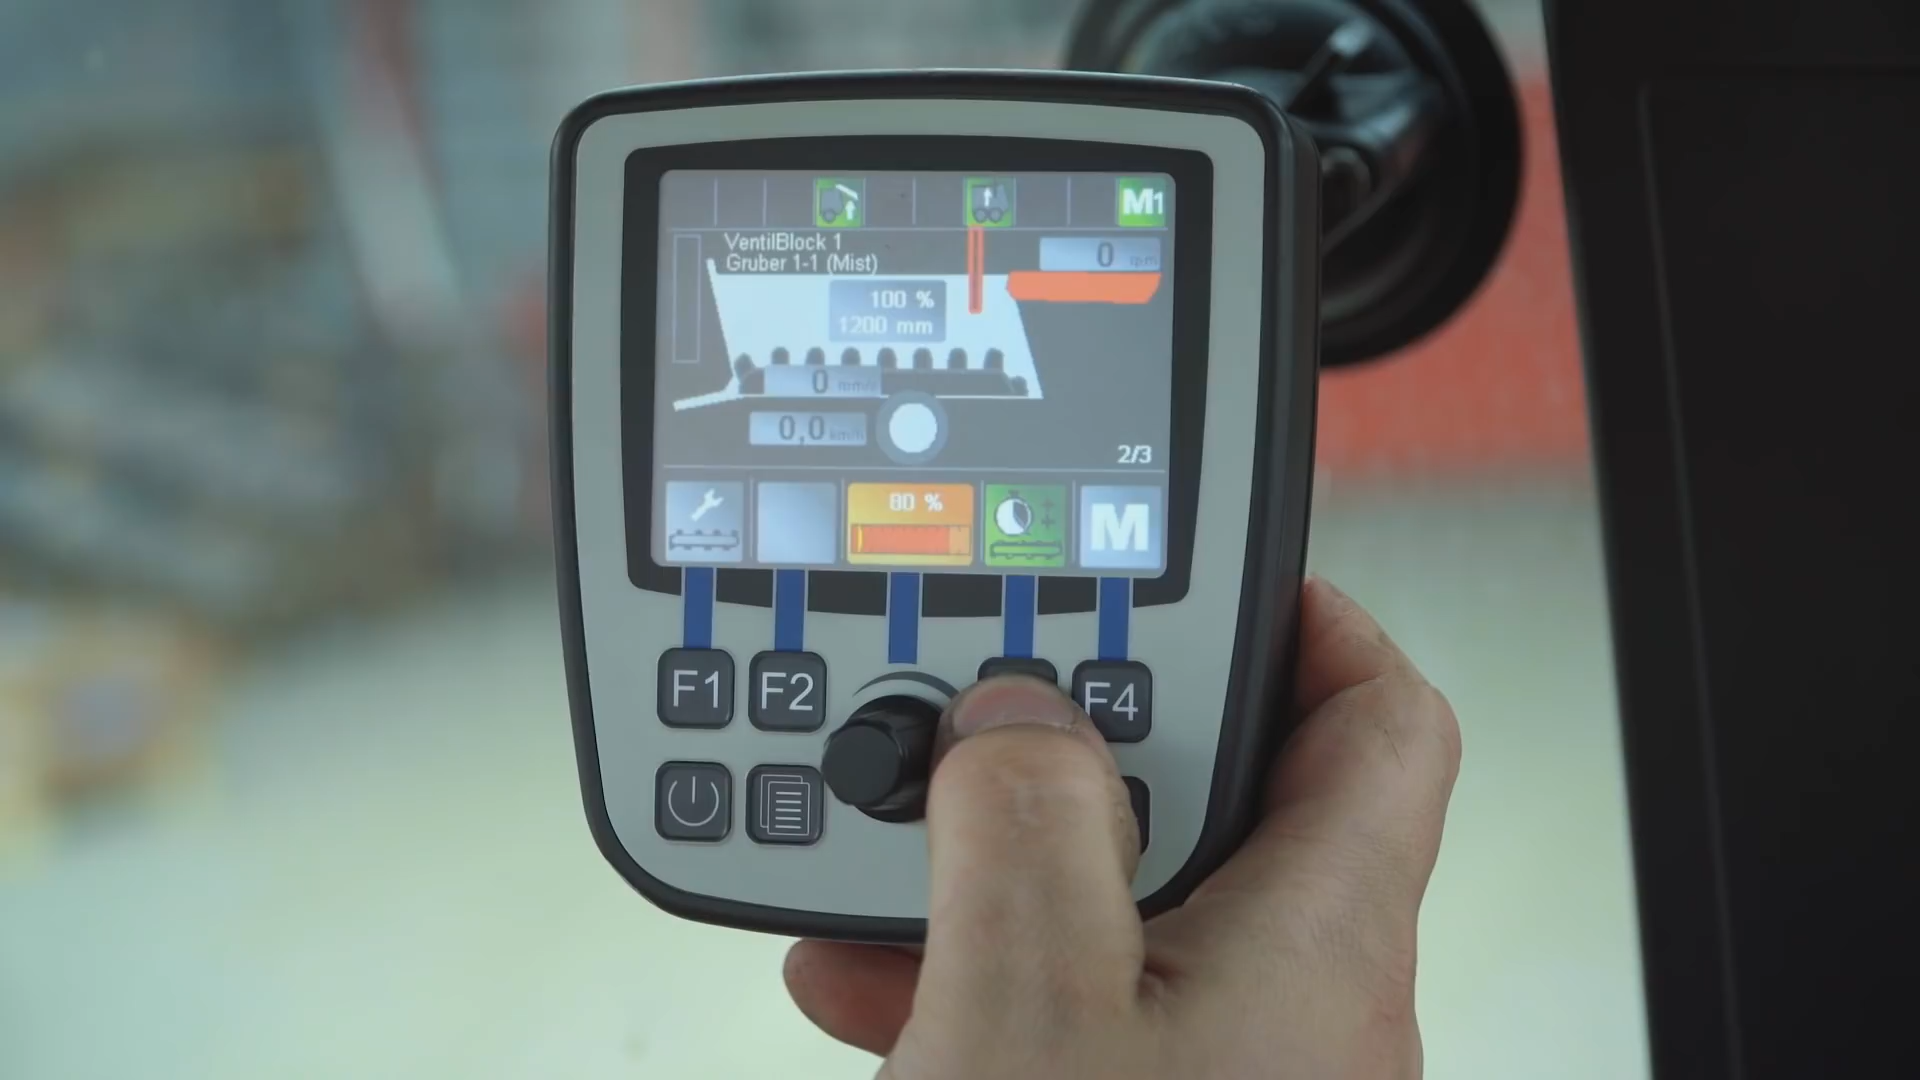 M1
VentilBlock 1
Gruber 1-1 (Mist)
0 rpm
100 %
1200 mm
0 mm/s
0,0 km/h
2/3
80 %
M
F1
F2
F4